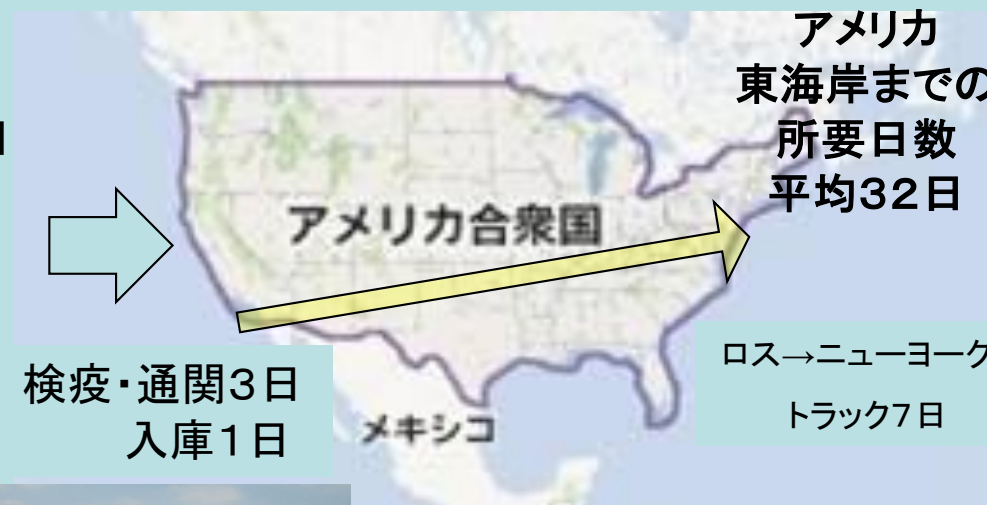 アメリカ
東海岸までの
所要日数
平均３２日
アメリカ合衆国
ロス→ニューヨーク
トラック７日
検疫・通関３日
入庫１日
メキシコ